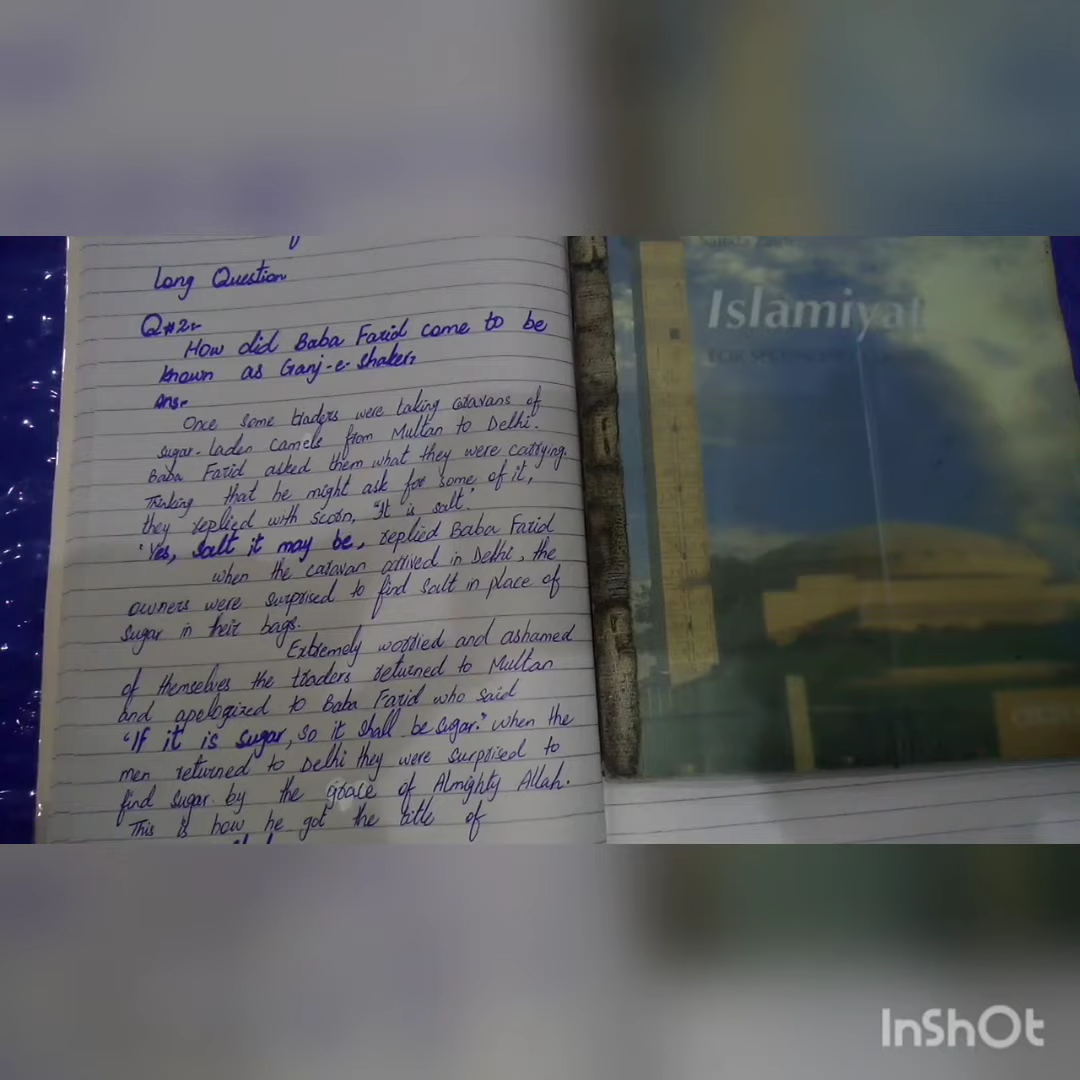 Long Question
Q#2:-
How did Baba Farid come to be
known as Ganj-e-Shaker?
Ans:-
Once some traders were taking caravans of
sugar-laden camels from Multan to Delhi.
Baba Farid asked them what they were carrying.
Thinking that he might ask for some of it,
they replied with scorn, "It is salt."
"Yes, salt it may be, replied Baba Farid
when the caravan arrived in Delhi, the
owners were surprised to find salt in place of
sugar in their bags.
Extremely worried and ashamed
of themselves the traders returned to Multan
and apologized to Baba Farid who said
"If it is sugar, so it shall be sugar." when the
men returned to Delhi they were surprised to
find sugar by the grace of Almighty Allah.
This is how he got the title of
Islamiyat
InShOt